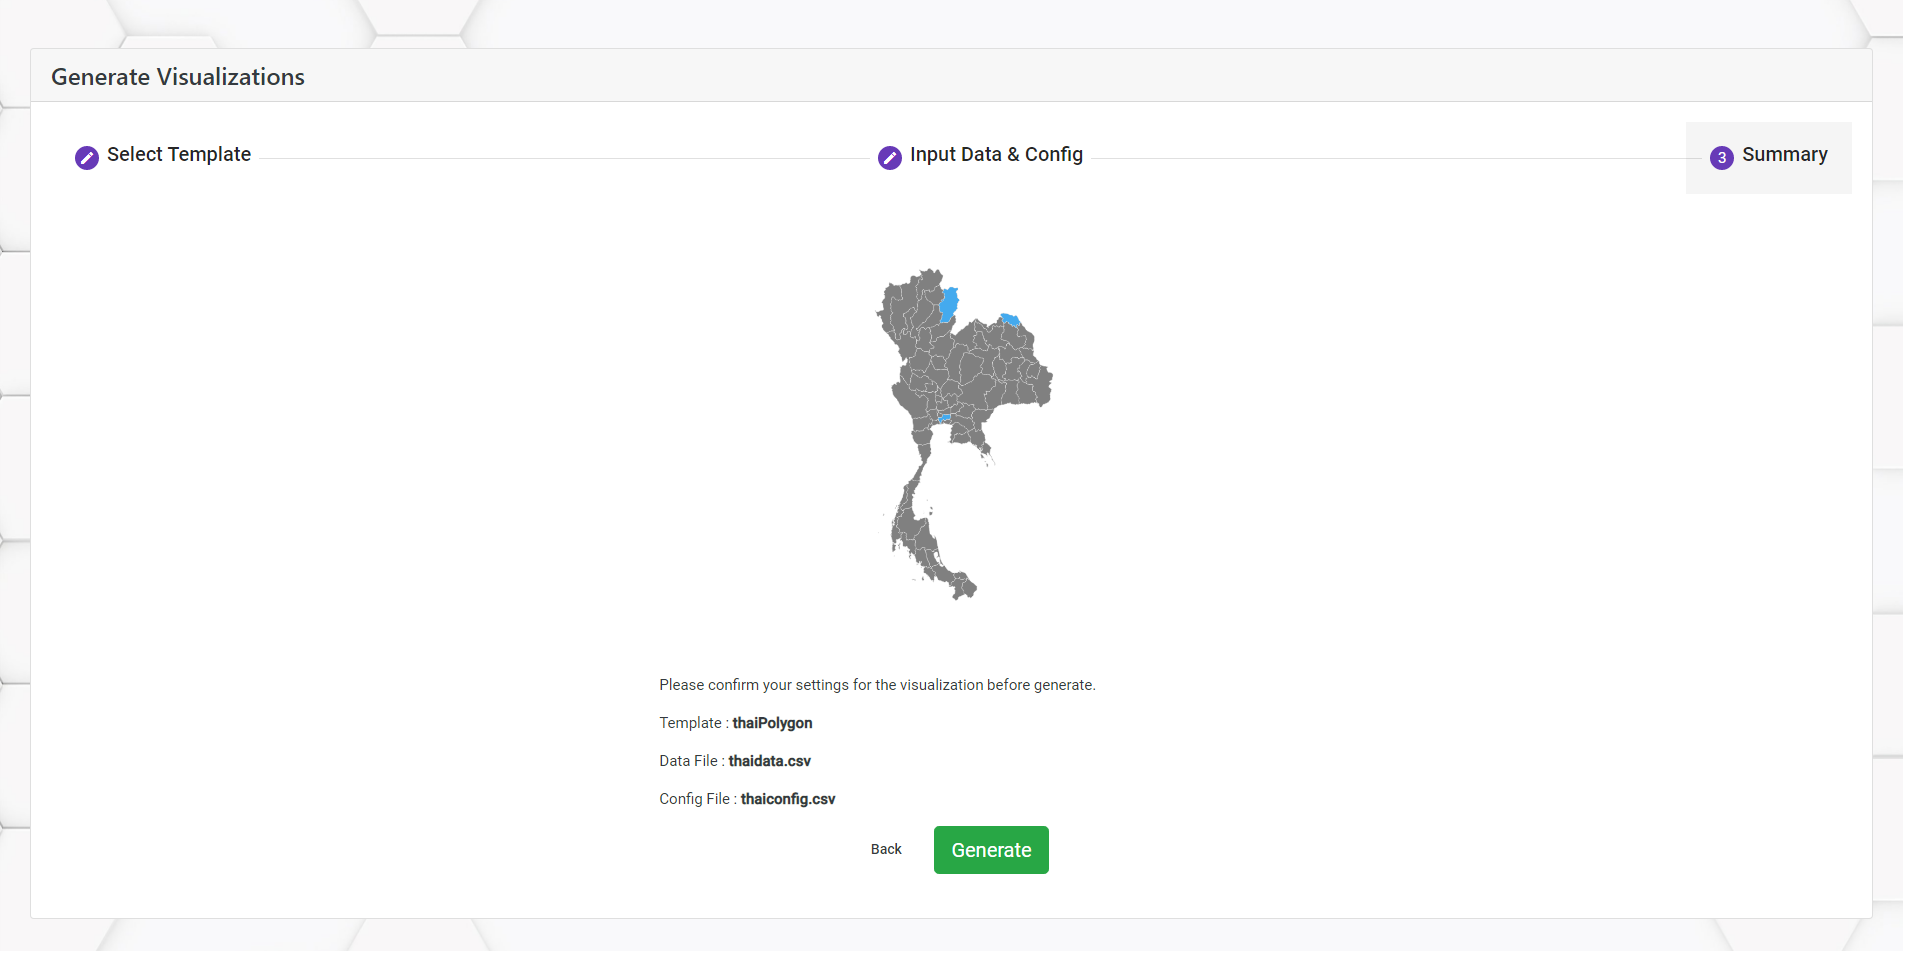 Generate Visualizations
Select Template
Input Data & Config
3 Summary
Please confirm your settings for the visualization before generate.
Template : thaiPolygon
Data File : thaidata.csv
Config File : thaiconfig.csv
Back Generate